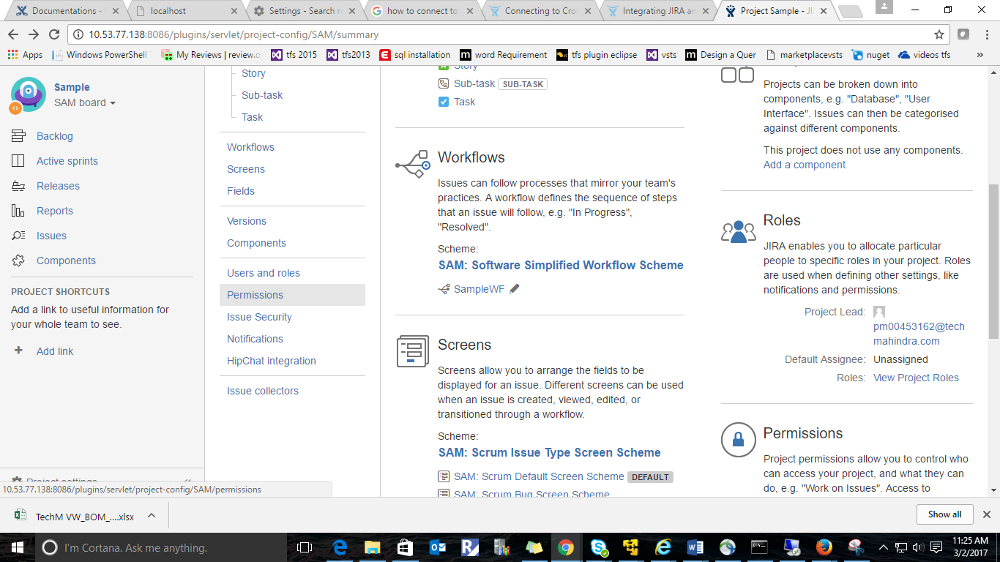 Documentations -
localhost
Settings - Search re
how to connect to
Connecting to Cro
Integrating JIRA an
Project Sample - JI
10.53.77.138:8086/plugins/servlet/project-config/SAM/summary
Apps
Windows PowerShell
My Reviews | review.o
tfs 2015
tfs2013
sql installation
word Requirement
tfs plugin eclipse
vsts
Design a Quer
marketplacevsts
nuget
videos tfs
»
Sample
SAM board
Backlog
Active sprints
Releases
Reports
Issues
Components
PROJECT SHORTCUTS
Add a link to useful information for
your whole team to see.
+ Add link
Project settings
10.53.77.138:8086/plugins/servlet/project-config/SAM/permissions
Story
Sub-task
Task
Workflows
Screens
Fields
Versions
Components
Users and roles
Permissions
Issue Security
Notifications
HipChat integration
Issue collectors
Story
Sub-task SUB-TASK
Task
Workflows
Issues can follow processes that mirror your team's
practices. A workflow defines the sequence of steps
that an issue will follow, e.g. "In Progress",
"Resolved".
Scheme:
SAM: Software Simplified Workflow Scheme
SampleWF
Screens
Screens allow you to arrange the fields to be
displayed for an issue. Different screens can be used
when an issue is created, viewed, edited, or
transitioned through a workflow.
Scheme:
SAM: Scrum Issue Type Screen Scheme
SAM: Scrum Default Screen Scheme DEFAULT
SAM: Scrum Bug Screen Scheme
Projects can be broken down into
components, e.g. "Database", "User
Interface". Issues can then be categorised
against different components.
This project does not use any components.
Add a component
Roles
JIRA enables you to allocate particular
people to specific roles in your project. Roles
are used when defining other settings, like
notifications and permissions.
Project Lead:
pm00453162@tech
mahindra.com
Default Assignee: Unassigned
Roles: View Project Roles
Permissions
Project permissions allow you to control who
can access your project, and what they can
do, e.g. "Work on Issues". Access to
TechM VW_BOM_....xlsx
Show all
I'm Cortana. Ask me anything.
11:25 AM
3/2/2017